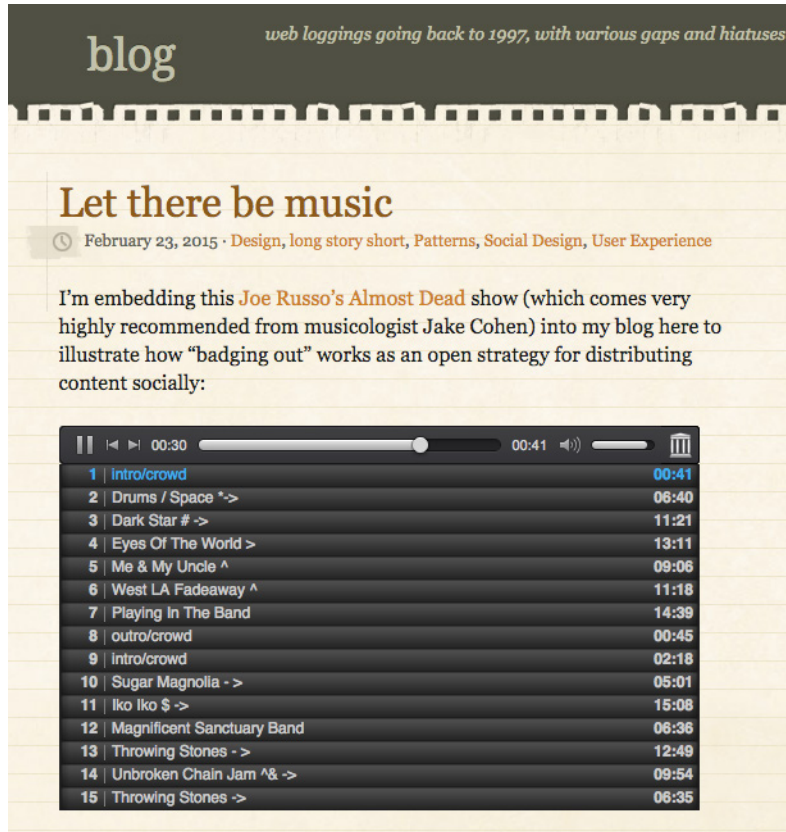 blog
web loggings going back to 1997, with various gaps and hiatuses
Let there be music
February 23, 2015 · Design, long story short, Patterns, Social Design, User Experience
I'm embedding this Joe Russo's Almost Dead show (which comes very
highly recommended from musicologist Jake Cohen) into my blog here to
illustrate how “badging out” works as an open strategy for distributing
content socially:
00:30 00:41
1 | intro/crowd 00:41
2 | Drums / Space *-> 06:40
3 | Dark Star # -> 11:21
4 | Eyes Of The World > 13:11
5 | Me & My Uncle ^ 09:06
6 | West LA Fadeaway ^ 11:18
7 | Playing In The Band 14:39
8 | outro/crowd 00:45
9 | intro/crowd 02:18
10 | Sugar Magnolia - > 05:01
11 | Iko Iko $ -> 15:08
12 | Magnificent Sanctuary Band 06:36
13 | Throwing Stones - > 12:49
14 | Unbroken Chain Jam ^& -> 09:54
15 | Throwing Stones -> 06:35